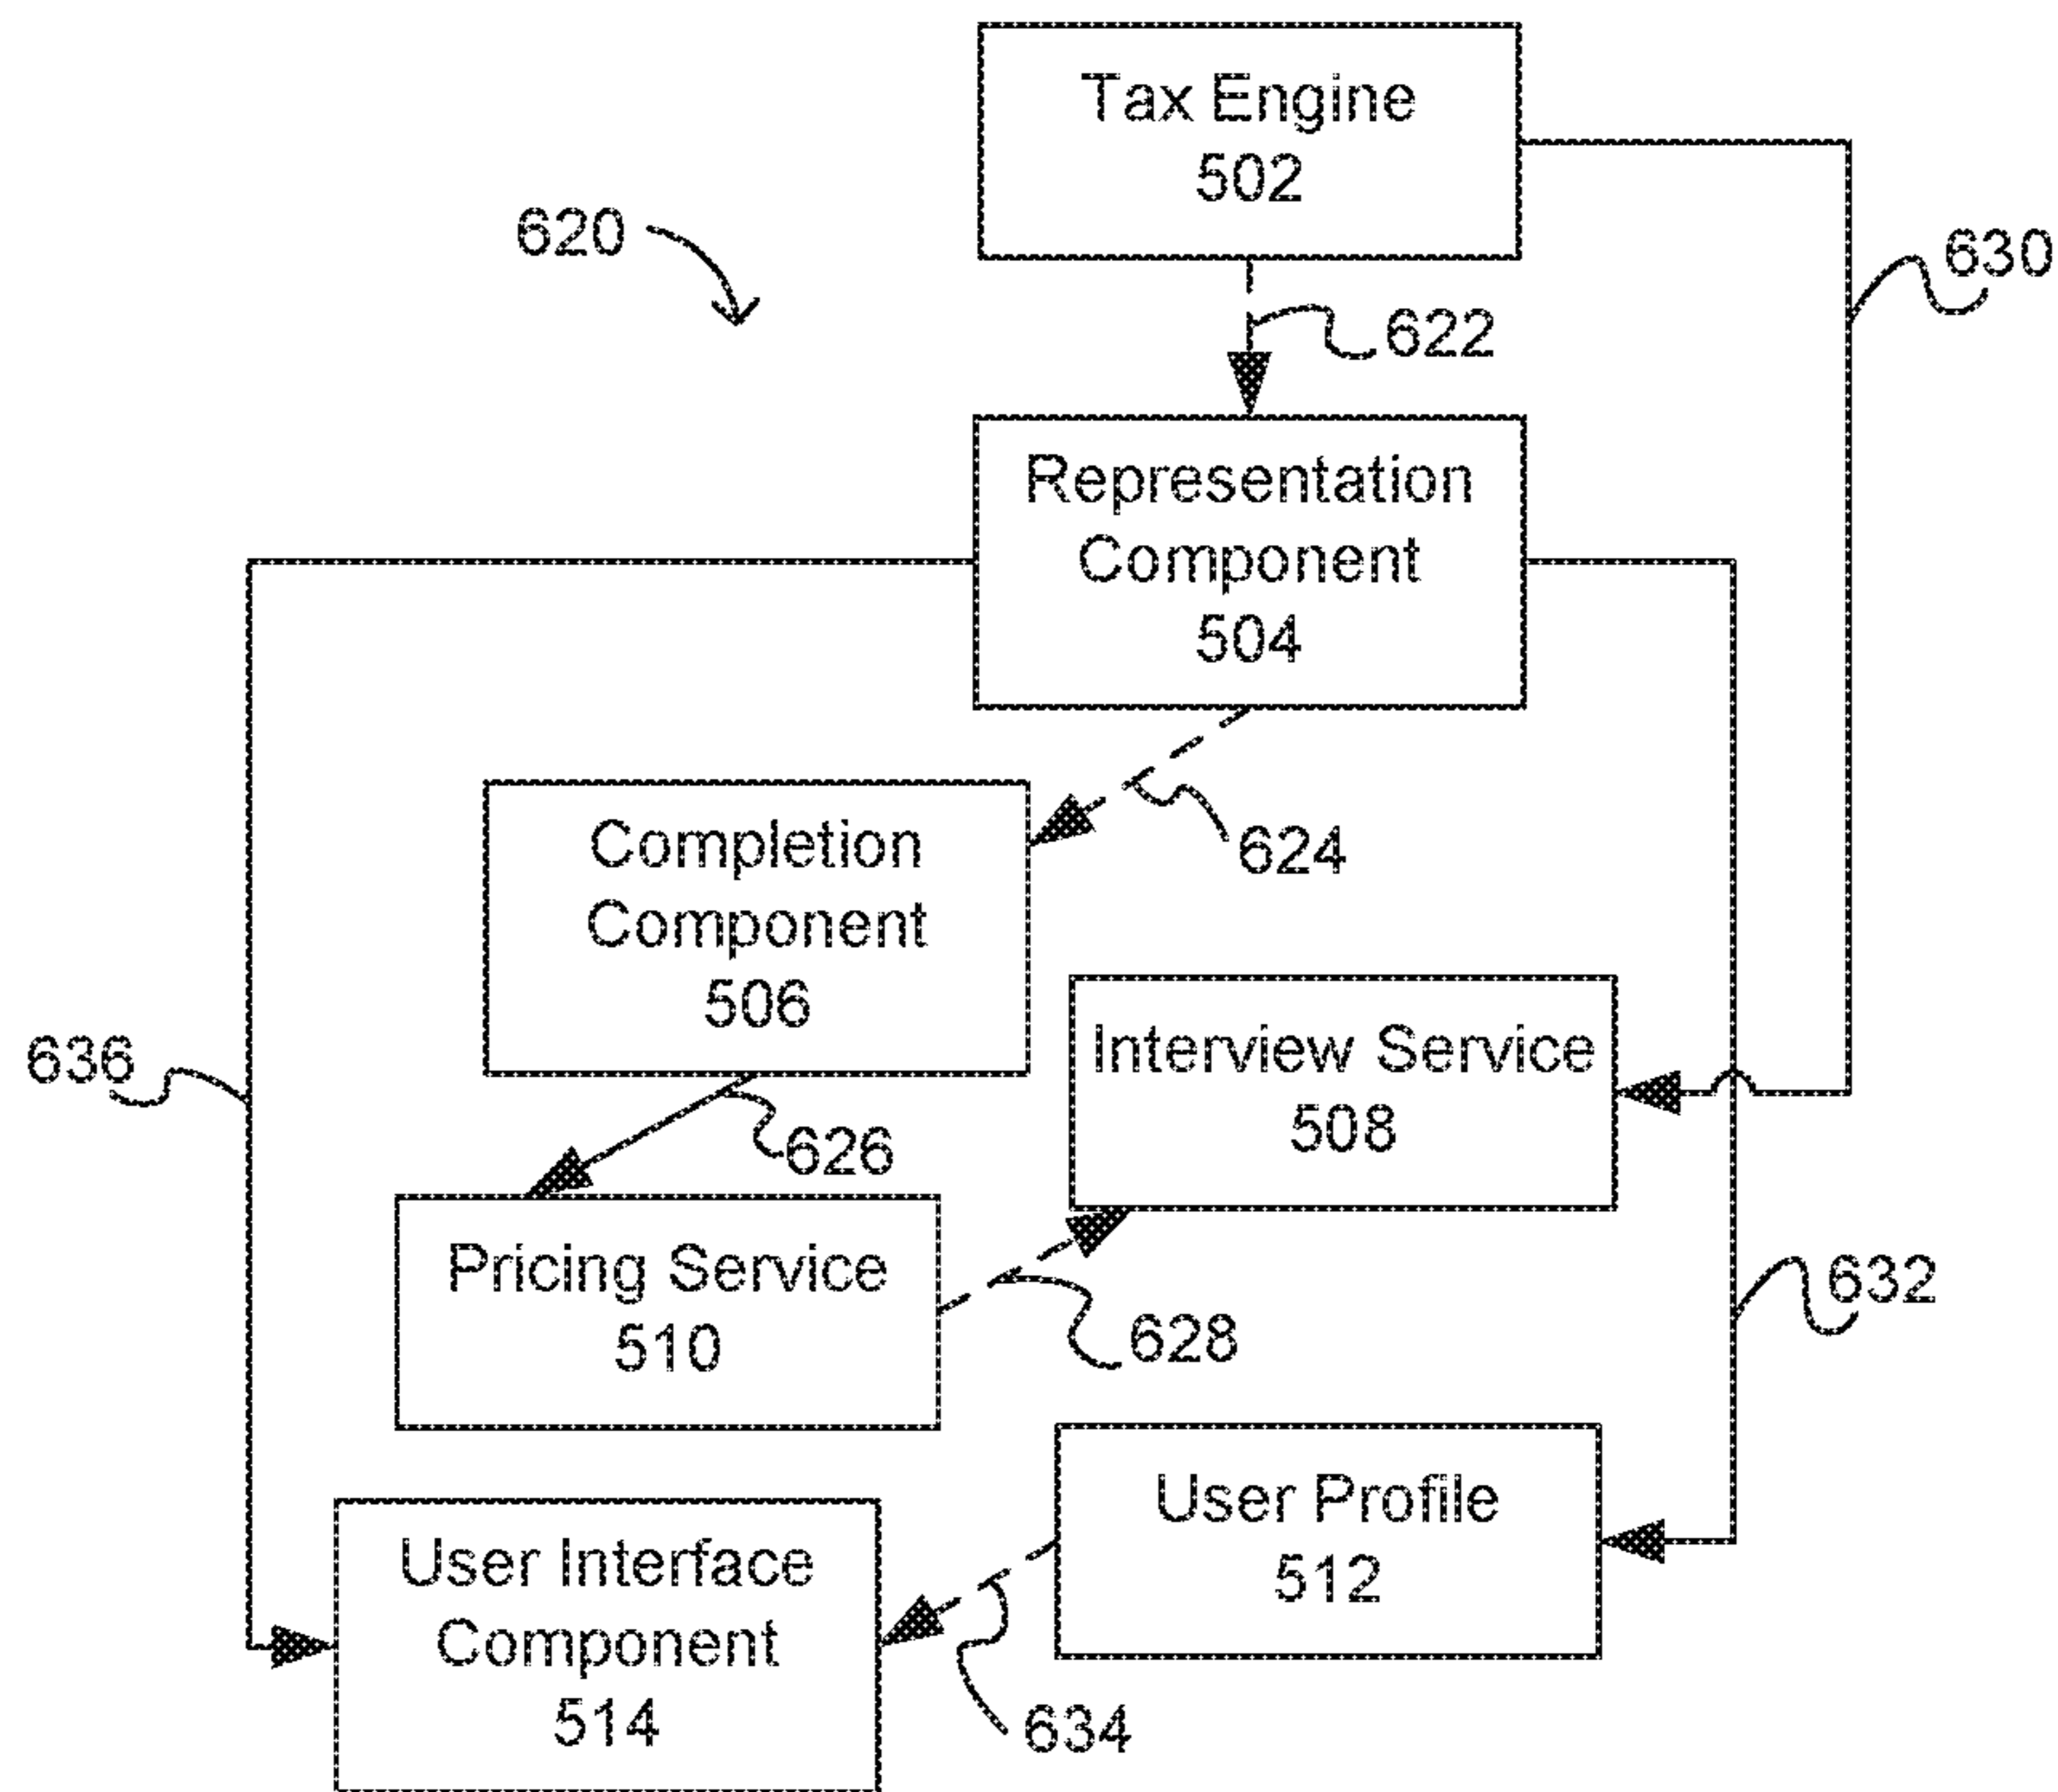 Tax Engine
502
620
630
622
Representation
Component
504
Completion
Component
506
624
Interview Service
508
636
626
Pricing Service
510
628
632
User Profile
512
User Interface
Component
514
634